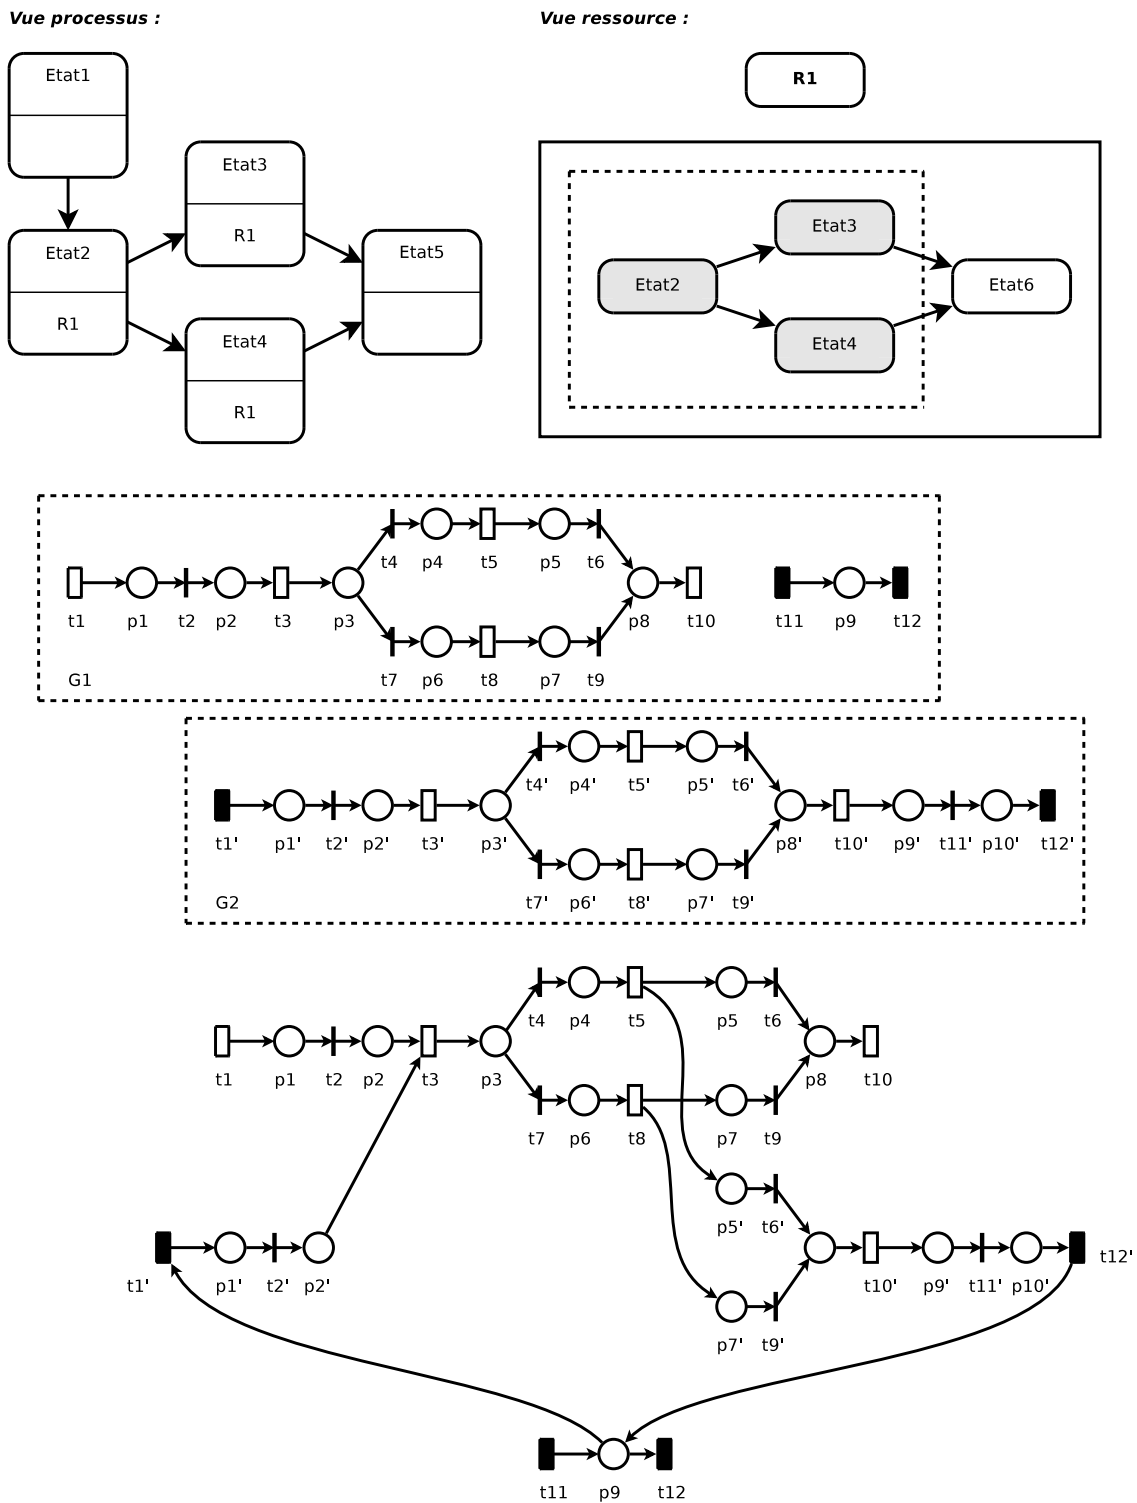 Vue processus :
Vue ressource :
Etat1
R1
Etat3
R1
Etat2
R1
Etat5
Etat4
R1
Etat3
Etat2
Etat6
Etat4
t4 p4 t5 p5 t6
t1 p1 t2 p2 t3 p3 p8 t10 t11 p9 t12
t7 p6 t8 p7 t9
G1
t4' p4' t5' p5' t6'
t1' p1' t2' p2' t3' p3' p8' t10' p9' t11' p10' t12'
t7' p6' t8' p7' t9'
G2
t4 p4 t5 p5 t6
t1 p1 t2 p2 t3 p3 p8 t10
t7 p6 t8 p7 t9
p5' t6'
t1' p1' t2' p2' t10' p9' t11' p10' t12'
p7' t9'
t11 p9 t12